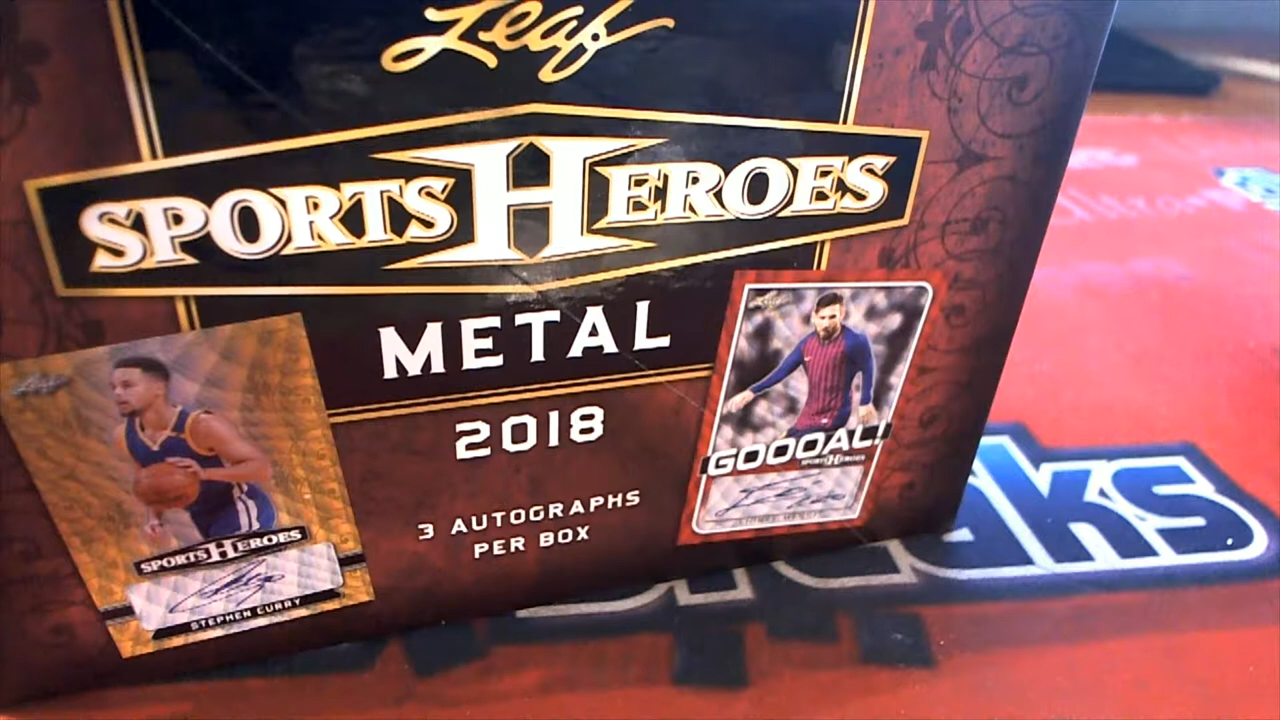 Leaf
SPORTS HEROES
METAL
2018
3 AUTOGRAPHS
PER BOX
SPORTS HEROES
STEPHEN CURRY
GOOOAL!
SPORTS HEROES